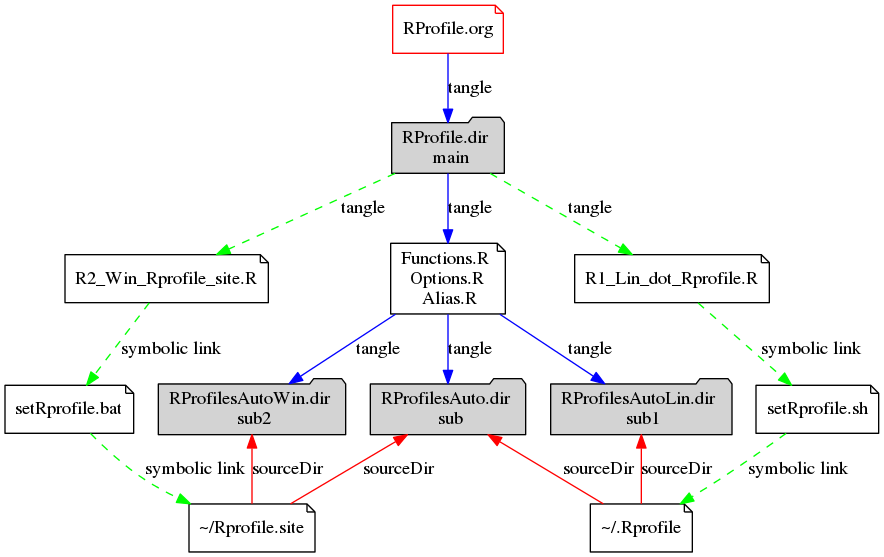 RProfile.org
tangle
RProfile.dir
main
tangle
tangle
tangle
R2_Win_Rprofile_site.R
Functions.R
Options.R
Alias.R
R1_Lin_dot_Rprofile.R
symbolic link
tangle
tangle
tangle
symbolic link
setRprofile.bat
RProfilesAutoWin.dir
sub2
RProfilesAuto.dir
sub
RProfilesAutoLin.dir
sub1
setRprofile.sh
symbolic link
sourceDir
sourceDir
sourceDir
sourceDir
symbolic link
~/Rprofile.site
~/.Rprofile